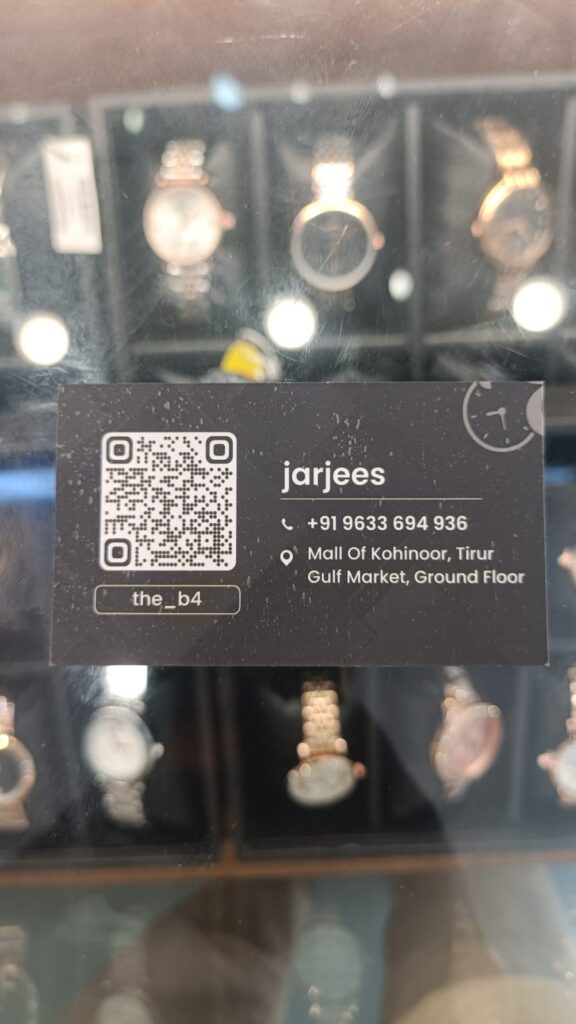 jarjees
+91 9633 694 936
Mall Of Kohinoor, Tirur
Gulf Market, Ground Floor
the_b4